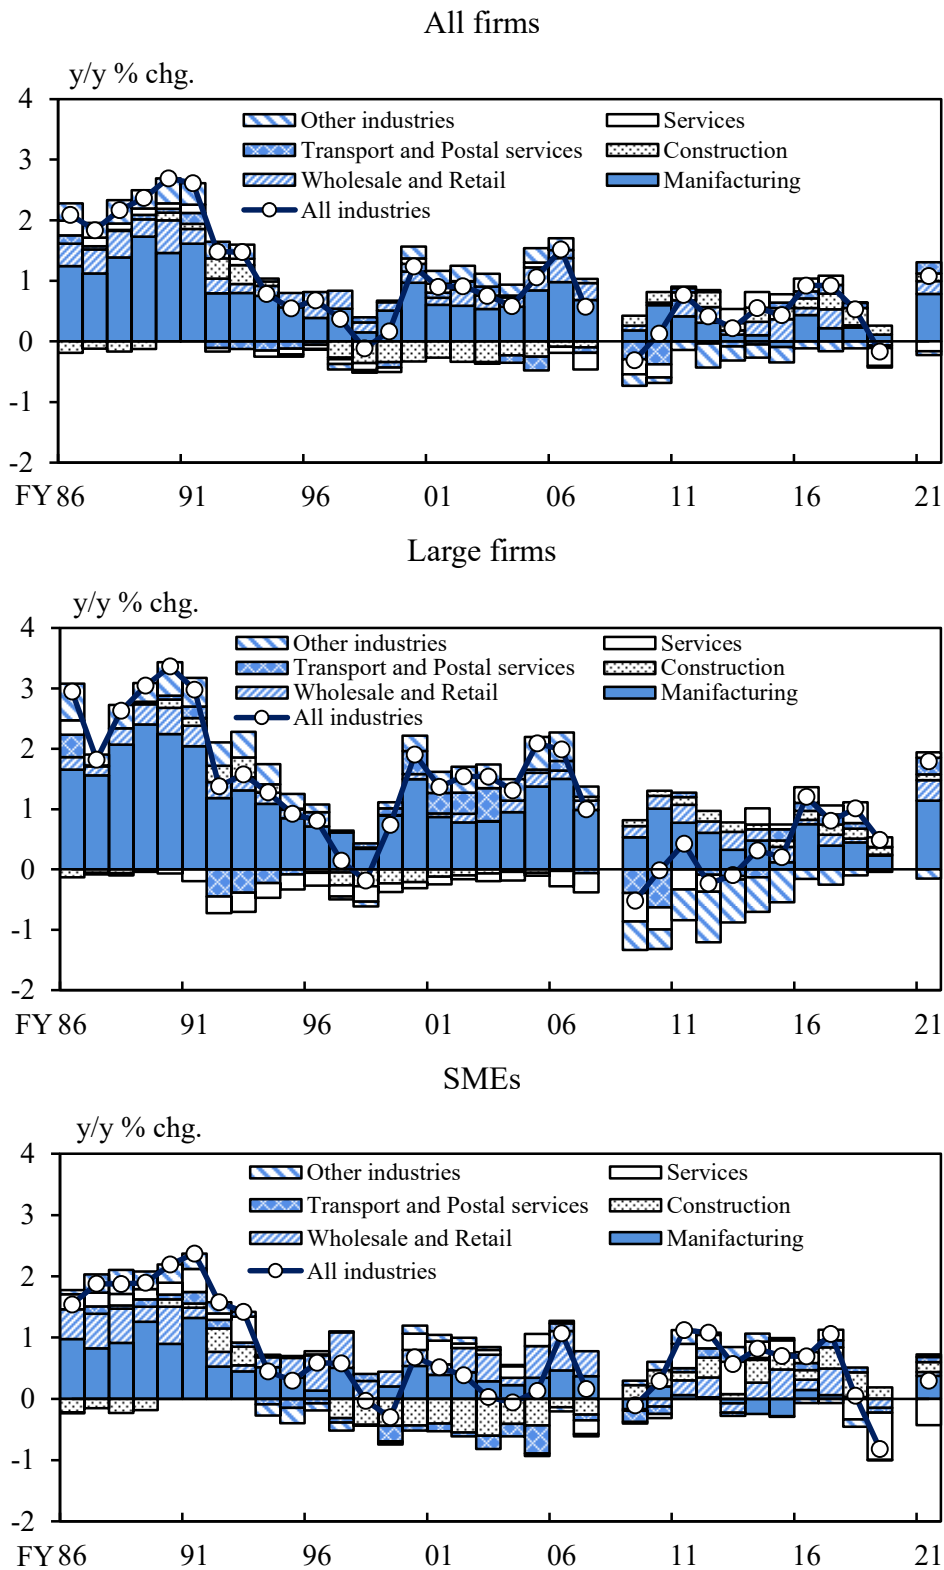 All firms
y/y % chg.
4
Other industries Services
Transport and Postal services Construction
3
Wholesale and Retail Manifacturing
All industries
2
1
0
-1
-2
FY 86 91 96 01 06 11 16 21
Large firms
y/y % chg.
4
Other industries Services
Transport and Postal services Construction
3
Wholesale and Retail Manifacturing
All industries
2
1
0
-1
-2
FY 86 91 96 01 06 11 16 21
SMEs
y/y % chg.
4
Other industries Services
Transport and Postal services Construction
3
Wholesale and Retail Manifacturing
All industries
2
1
0
-1
-2
FY 86 91 96 01 06 11 16 21